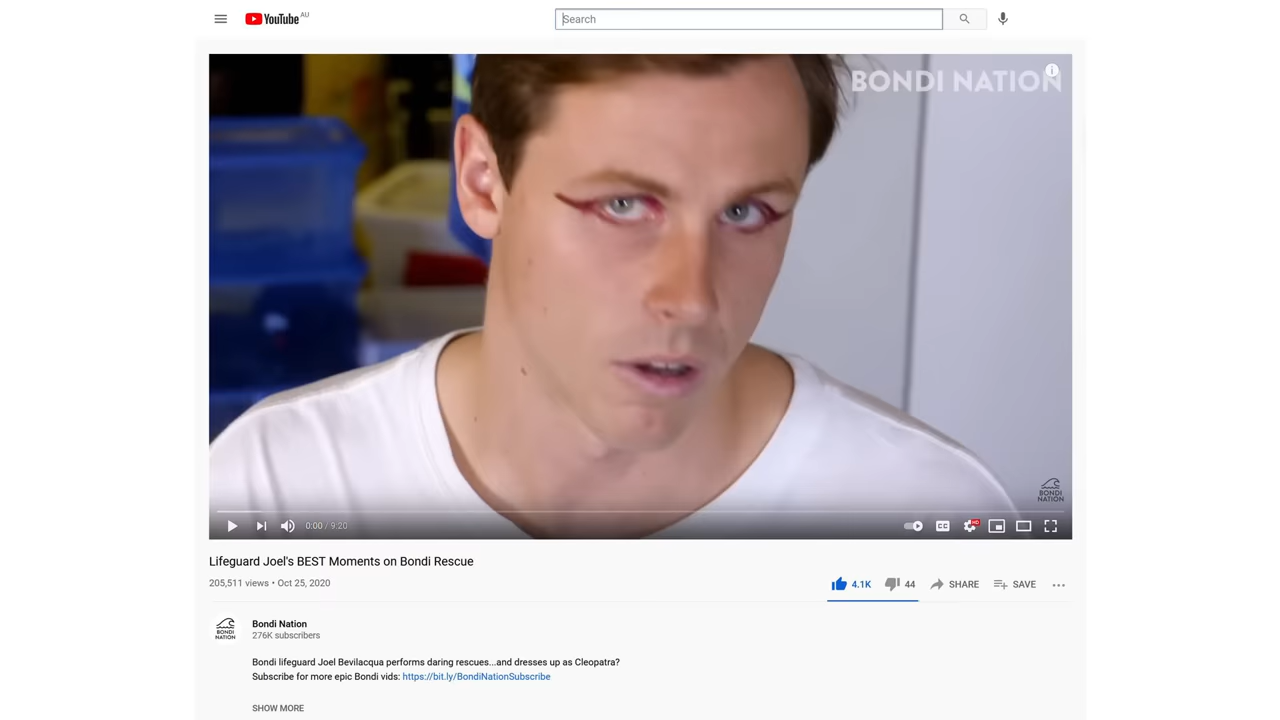 YouTube AU
Search
BONDI NATION
BONDI
NATION
CC
HD
0:00 / 9:20
Lifeguard Joel's BEST Moments on Bondi Rescue
205,511 views • Oct 25, 2020
4.1K 44 SHARE SAVE
BONDI
NATION
Bondi Nation
276K subscribers
Bondi lifeguard Joel Bevilacqua performs daring rescues...and dresses up as Cleopatra?
Subscribe for more epic Bondi vids: https://bit.ly/BondiNationSubscribe
SHOW MORE